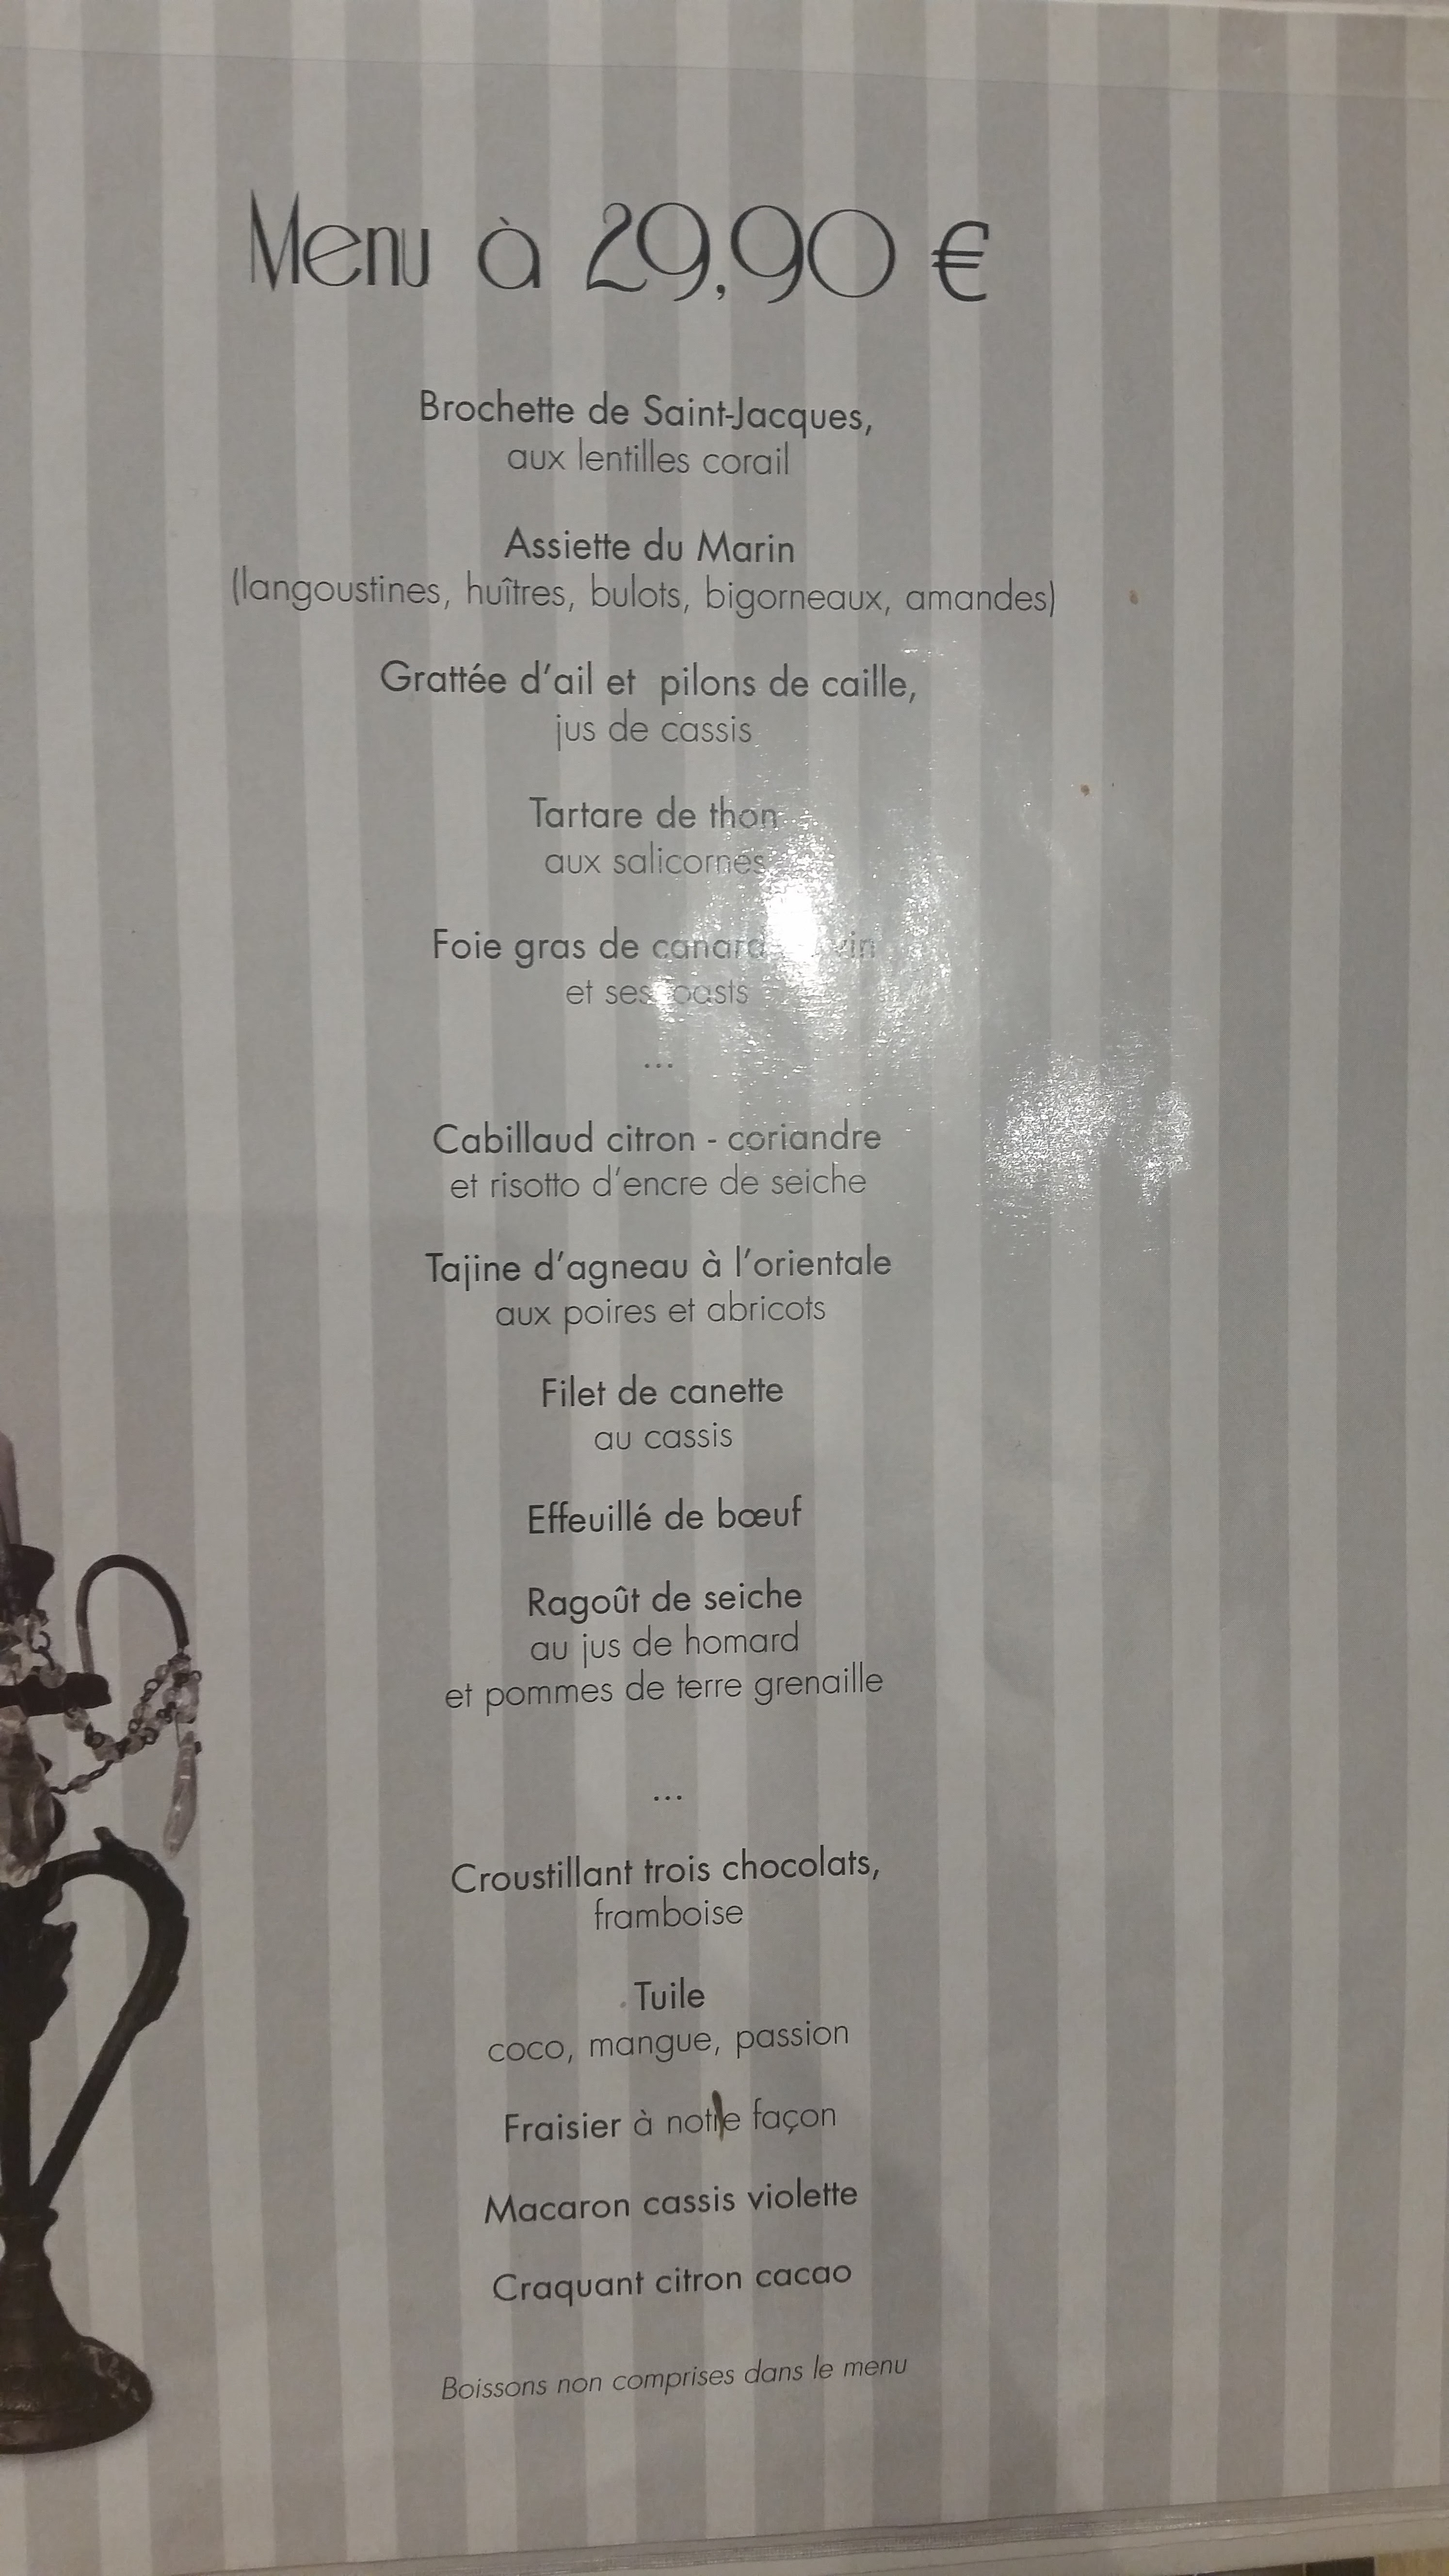 Menu à 29,90 €
Brochette de Saint-Jacques,
aux lentilles corail
Assiette du Marin
(langoustines, huîtres, bulots, bigorneaux, amandes)
Grattée d'ail et pilons de caille,
jus de cassis
Tartare de thon
aux salicornes
Foie gras de canard vin
et ses toasts
...
Cabillaud citron - coriandre
et risotto d'encre de seiche
Tajine d'agneau à l'orientale
aux poires et abricots
Filet de canette
au cassis
Effeuillé de bœuf
Ragoût de seiche
au jus de homard
et pommes de terre grenaille
...
Croustillant trois chocolats,
framboise
Tuile
coco, mangue, passion
Fraisier à notre façon
Macaron cassis violette
Craquant citron cacao
Boissons non comprises dans le menu